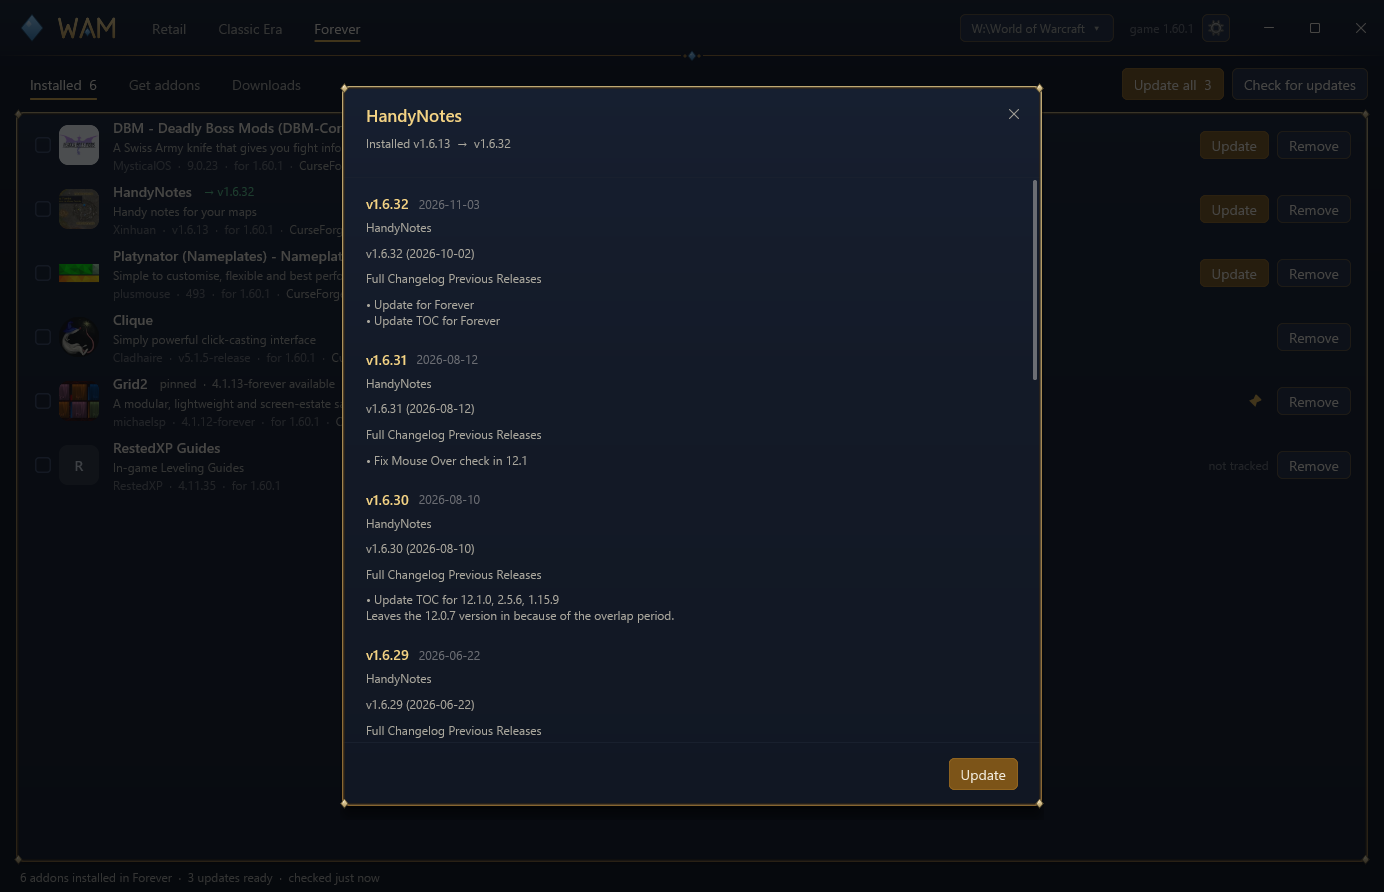 WAM Retail Classic Era Forever W:\World of Warcraft game 1.60.1
Installed 6 Get addons Downloads Update all 3 Check for updates
DBM - Deadly Boss Mods (DBM-Cor
A Swiss Army knife that gives you fight info
MysticalOS · 9.0.23 · for 1.60.1 · CurseFo
Update Remove
HandyNotes → v1.6.32
Handy notes for your maps
Xinhuan · v1.6.13 · for 1.60.1 · CurseForg
Update Remove
Platynator (Nameplates) - Nameplat
Simple to customise, flexible and best perfo
plusmouse · 493 · for 1.60.1 · CurseForge
Update Remove
Clique
Simply powerful click-casting interface
Cladhaire · v5.1.5-release · for 1.60.1 · Cu
Remove
Grid2 pinned · 4.1.13-forever available
A modular, lightweight and screen-estate sa
michaelsp · 4.1.12-forever · for 1.60.1 · C
Remove
R
RestedXP Guides
In-game Leveling Guides
RestedXP · 4.11.35 · for 1.60.1
not tracked Remove
HandyNotes
Installed v1.6.13 → v1.6.32
v1.6.32 2026-11-03
HandyNotes
v1.6.32 (2026-10-02)
Full Changelog Previous Releases
• Update for Forever
• Update TOC for Forever
v1.6.31 2026-08-12
HandyNotes
v1.6.31 (2026-08-12)
Full Changelog Previous Releases
• Fix Mouse Over check in 12.1
v1.6.30 2026-08-10
HandyNotes
v1.6.30 (2026-08-10)
Full Changelog Previous Releases
• Update TOC for 12.1.0, 2.5.6, 1.15.9
Leaves the 12.0.7 version in because of the overlap period.
v1.6.29 2026-06-22
HandyNotes
v1.6.29 (2026-06-22)
Full Changelog Previous Releases
Update
6 addons installed in Forever · 3 updates ready · checked just now